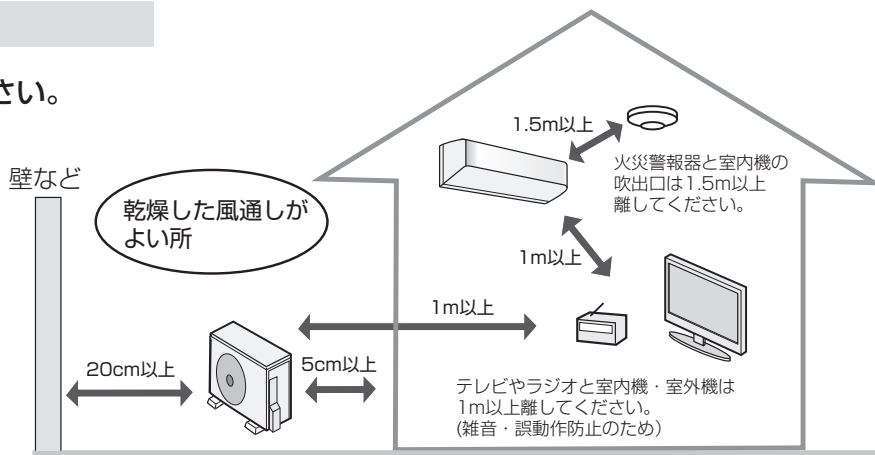 さい。
壁など
乾燥した風通しが
よい所
1.5m以上
火災警報器と室内機の
吹出口は1.5m以上
離してください。
1m以上
1m以上
20cm以上
5cm以上
テレビやラジオと室内機・室外機は
1m以上離してください。
(雑音・誤動作防止のため)